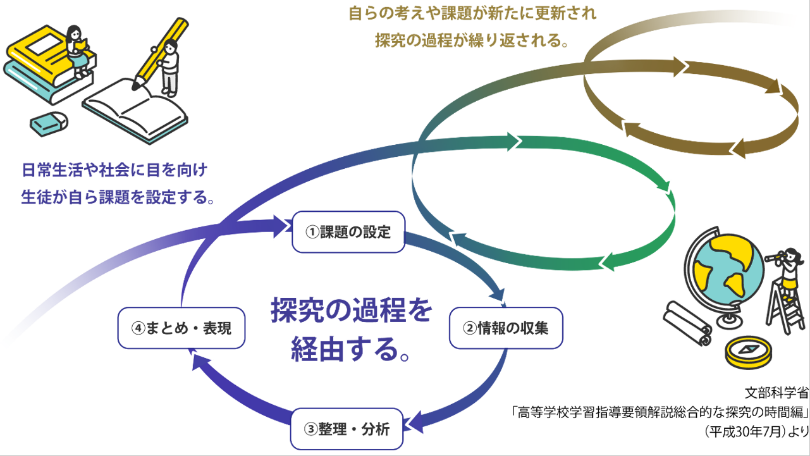 自らの考えや課題が新たに更新され
探究の過程が繰り返される。
日常生活や社会に目を向け
生徒が自ら課題を設定する。
①課題の設定
探究の過程を
経由する。
②情報の収集
③整理・分析
④まとめ・表現
文部科学省
「高等学校学習指導要領解説総合的な探究の時間編」
（平成30年7月）より